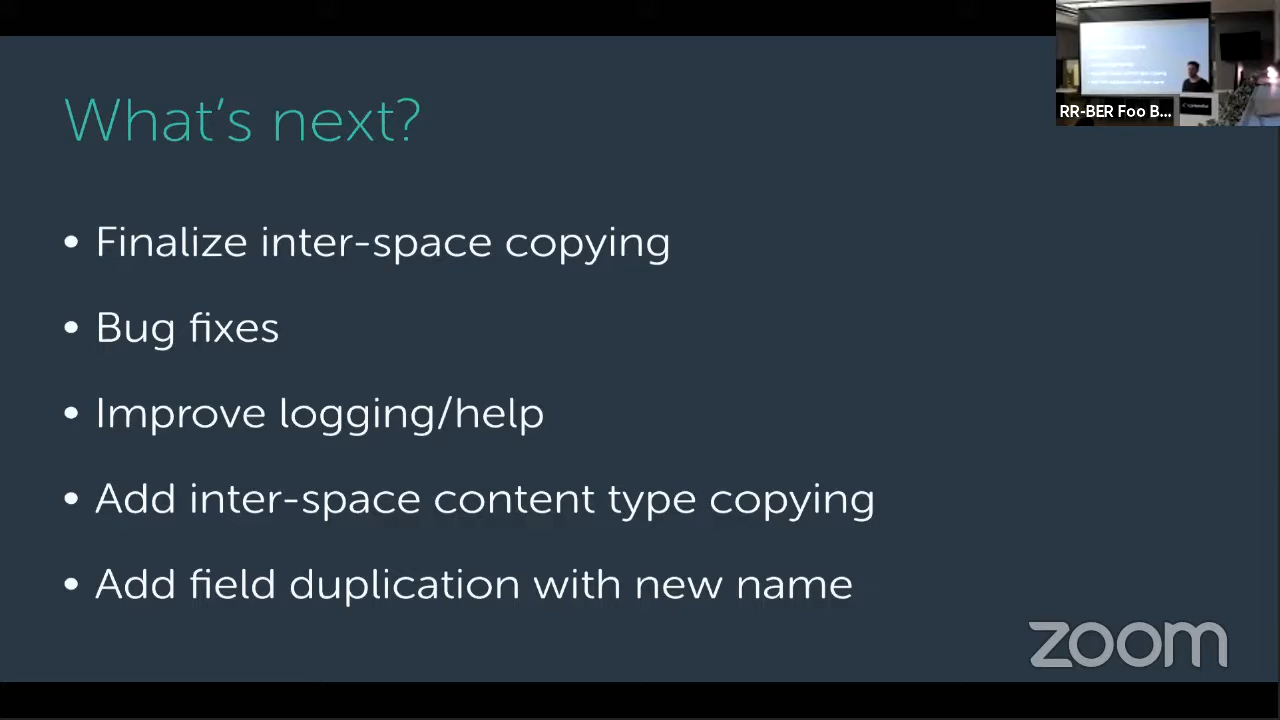 What's next?
RR-BER Foo B...
• Finalize inter-space copying
• Bug fixes
• Improve logging/help
• Add inter-space content type copying
• Add field duplication with new name
zoom